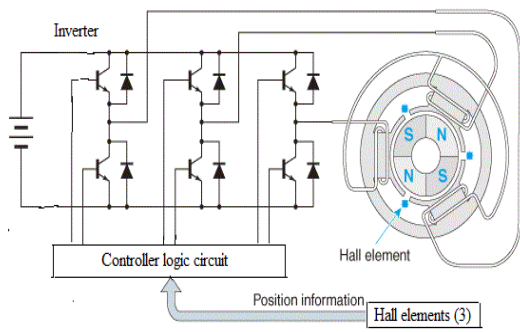 Inverter
S N
N S
Hall element
Controller logic circuit
Position information
Hall elements (3)